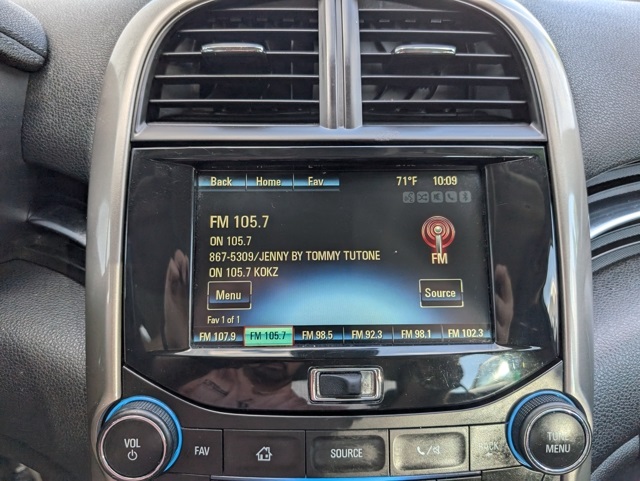 Back Home Fav 71°F 10:09
FM 105.7
ON 105.7
867-5309/JENNY BY TOMMY TUTONE
ON 105.7 KOKZ
FM
Menu Source
Fav 1 of 1
FM 107.9 FM 105.7 FM 98.5 FM 92.3 FM 98.1 FM 102.3
VOL FAV SOURCE BACK TUNE
MENU